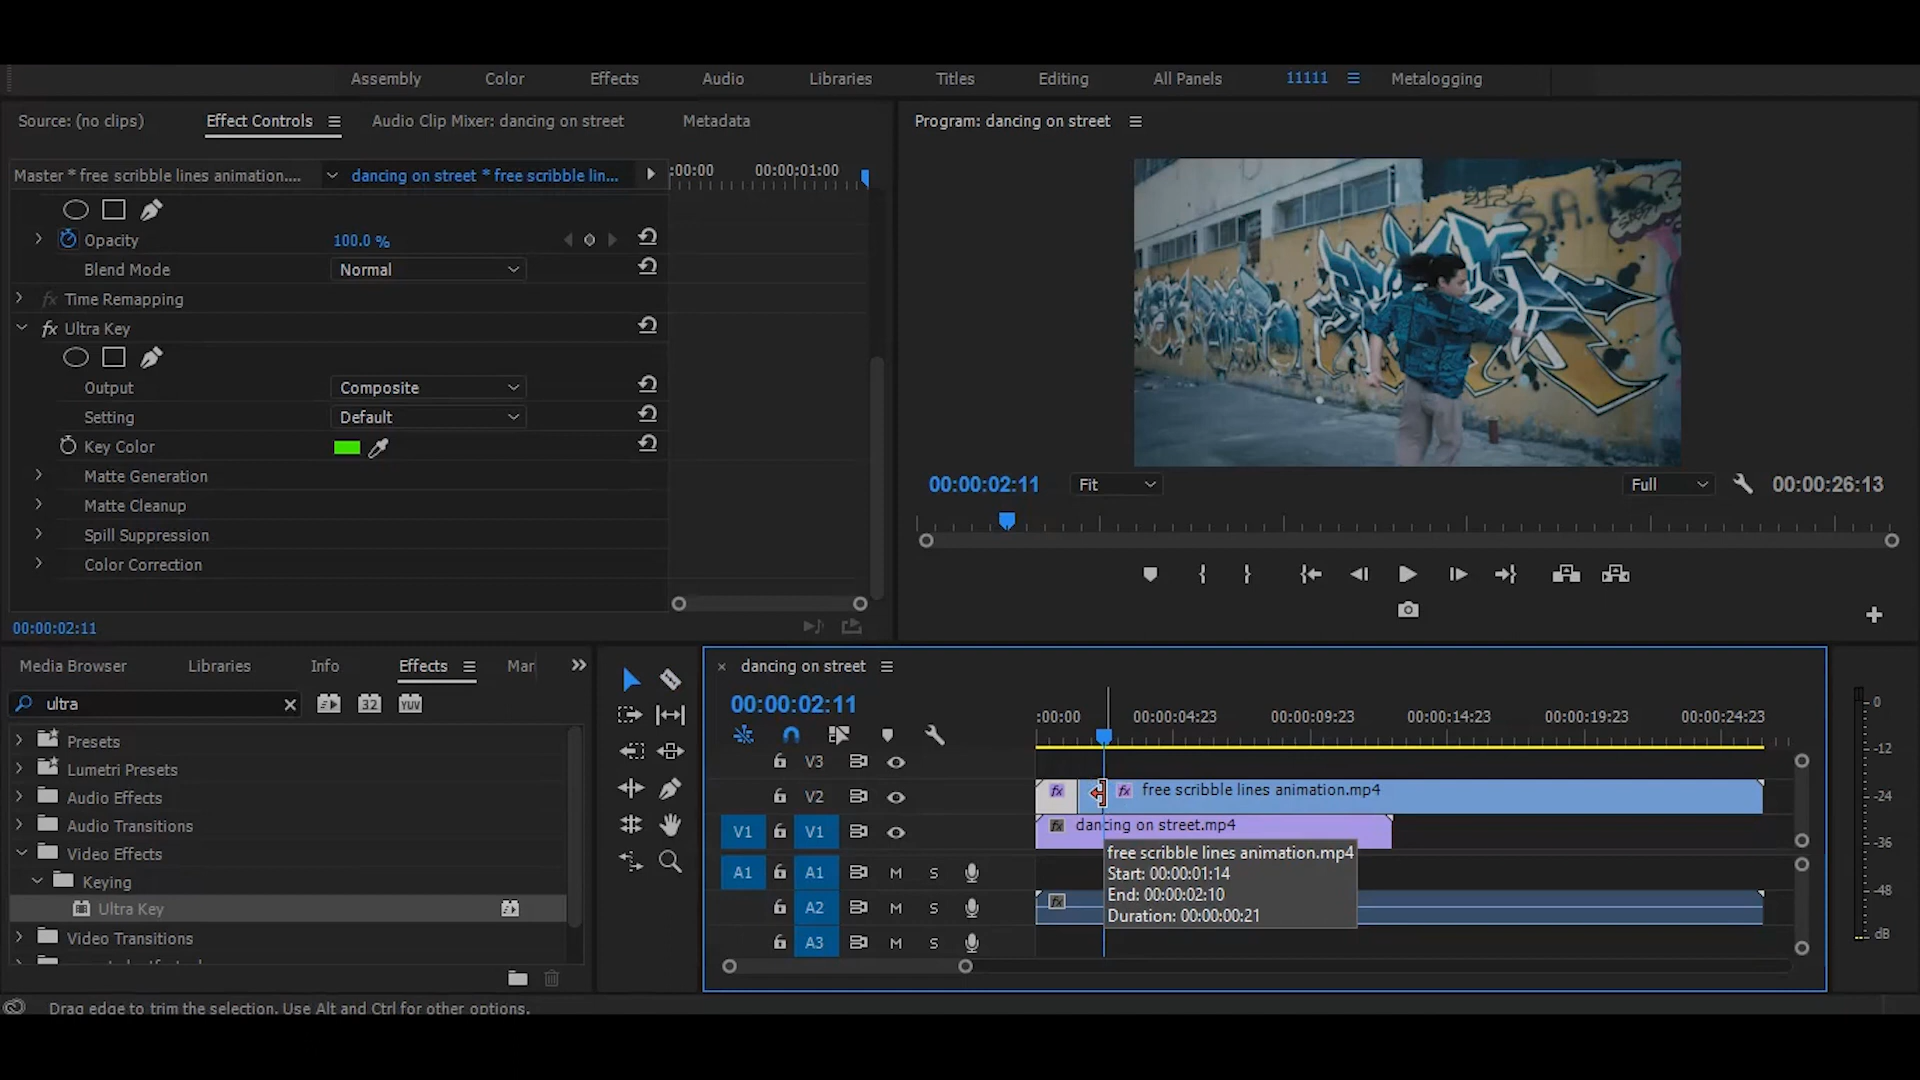 Assembly
Color
Effects
Audio
Libraries
Titles
Editing
All Panels
11111
Metalogging
Source: (no clips)
Effect Controls
Audio Clip Mixer: dancing on street
Metadata
Program: dancing on street
Master * free scribble lines animation....
dancing on street * free scribble lin...
:00:00
00:00:01:00
Opacity
100.0 %
Blend Mode
Normal
fx Time Remapping
fx Ultra Key
Output
Composite
Setting
Default
Key Color
Matte Generation
Matte Cleanup
Spill Suppression
Color Correction
00:00:02:11
00:00:02:11
Fit
Full
00:00:26:13
Media Browser
Libraries
Info
Effects
Mar
ultra
32
YUV
Presets
Lumetri Presets
Audio Effects
Audio Transitions
Video Effects
Keying
Ultra Key
Video Transitions
dancing on street
00:00:02:11
:00:00
00:00:04:23
00:00:09:23
00:00:14:23
00:00:19:23
00:00:24:23
V3
V2
fx
fx free scribble lines animation.mp4
V1
V1
fx dancing on street.mp4
free scribble lines animation.mp4
Start: 00:00:01:14
End: 00:00:02:10
Duration: 00:00:00:21
A1
A1
M
S
A2
M
S
fx
A3
M
S
0
-12
-24
-36
-48
dB
Drag edge to trim the selection. Use Alt and Ctrl for other options.